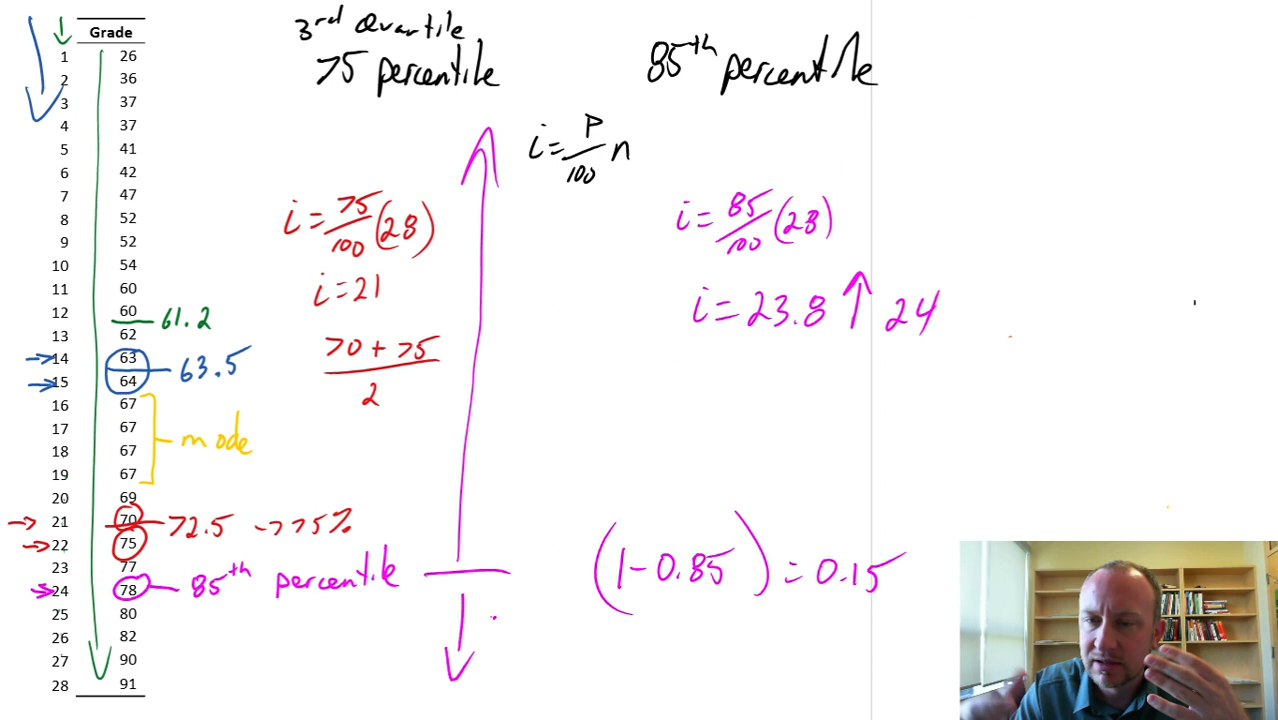 Grade
1 26
2 36
3 37
4 37
5 41
6 42
7 47
8 52
9 52
10 54
11 60
12 60
13 62
14 63
15 64
16 67
17 67
18 67
19 67
20 69
21 70
22 75
23 77
24 78
25 80
26 82
27 90
28 91
61.2
63.5
mode
72.5 → 75%
85th percentile
3rd Quartile
75 percentile
i = 75/100 (28)
i = 21
70 + 75
2
i = P/100 n
85th percentile
i = 85/100 (28)
i = 23.8 ↑ 24
(1 - 0.85) = 0.15